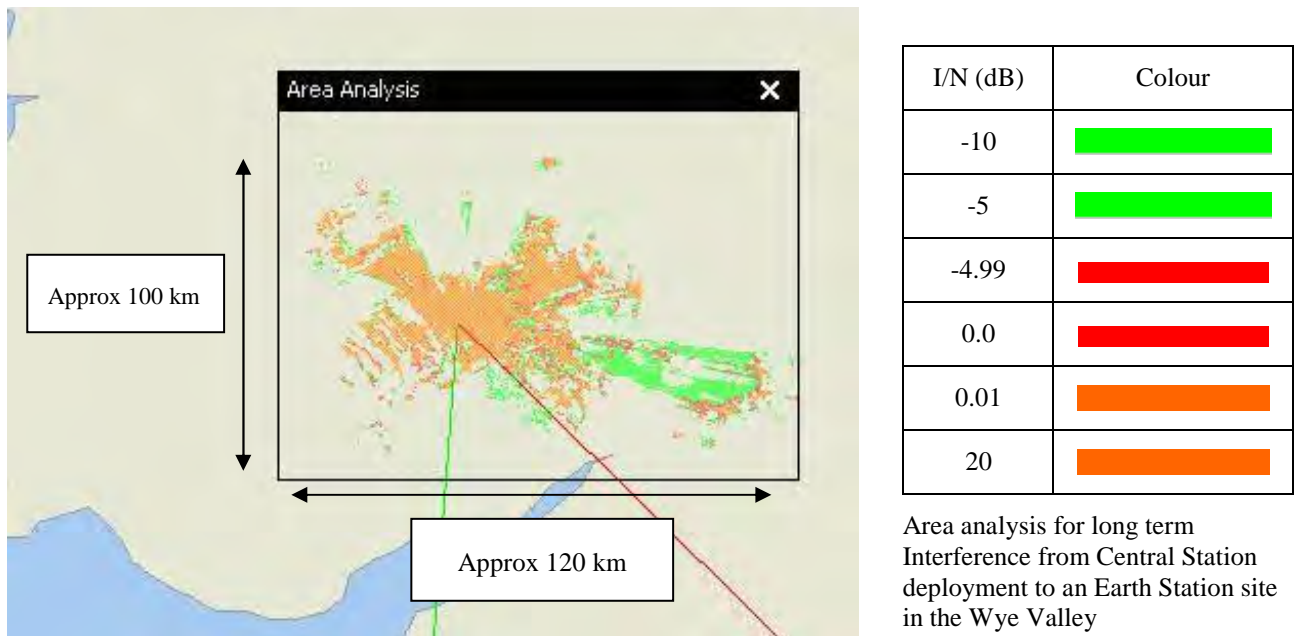 Area Analysis
Approx 100 km
Approx 120 km
I/N (dB) Colour
-10
-5
-4.99
0.0
0.01
20
Area analysis for long term
Interference from Central Station
deployment to an Earth Station site
in the Wye Valley